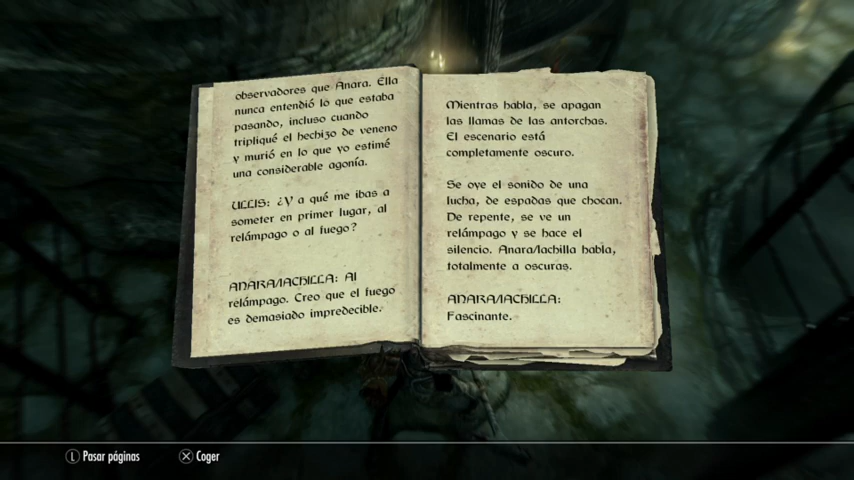 observadores que Anara. Ella
nunca entendió lo que estaba
pasando, incluso cuando
tripliqué el hechizo de veneno
y murió en lo que yo estimé
una considerable agonía.
ULLIS: ¿Y a qué me ibas a
someter en primer lugar, al
relámpago o al fuego?
ANARA/IACHILLA: Al
relámpago. Creo que el fuego
es demasiado impredecible.
Mientras habla, se apagan
las llamas de las antorchas.
El escenario está
completamente oscuro.
Se oye el sonido de una
lucha, de espadas que chocan.
De repente, se ve un
relámpago y se hace el
silencio. Anara/Iachilla habla,
totalmente a oscuras.
ANARA/IACHILLA:
Fascinante.
L Pasar páginas
X Coger